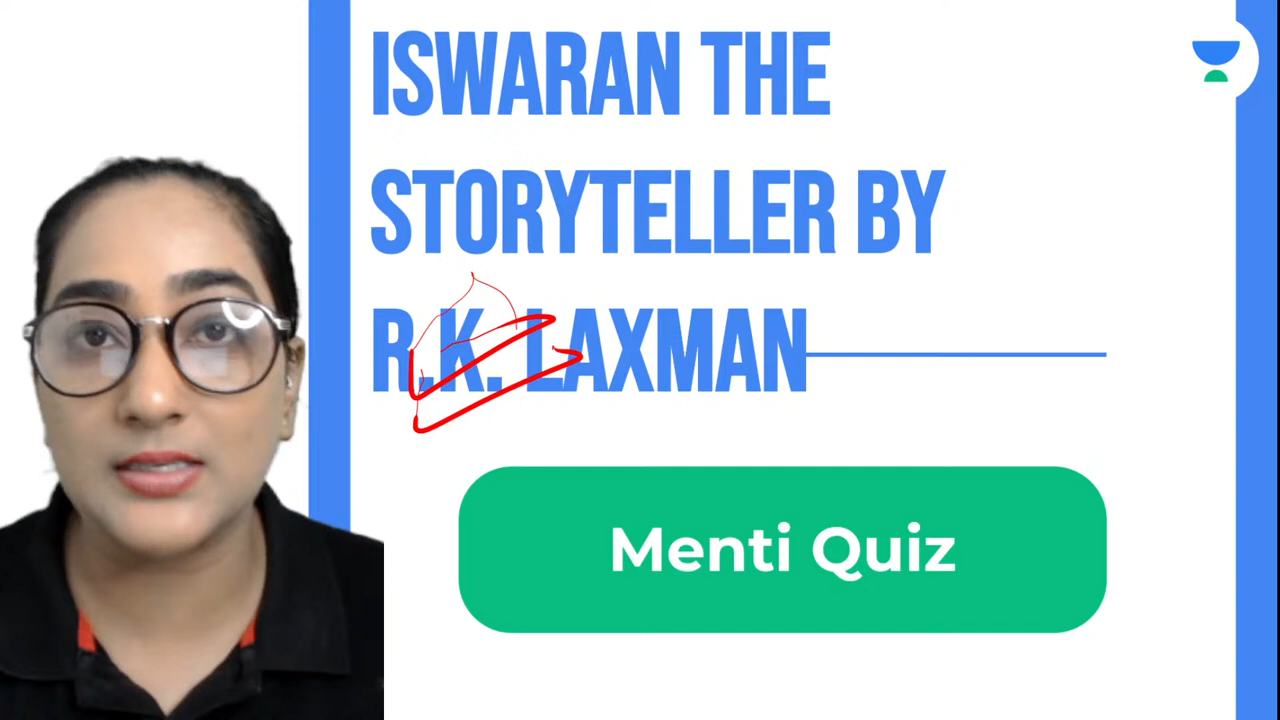 ISWARAN THE
STORYTELLER BY
R.K. LAXMAN
Menti Quiz